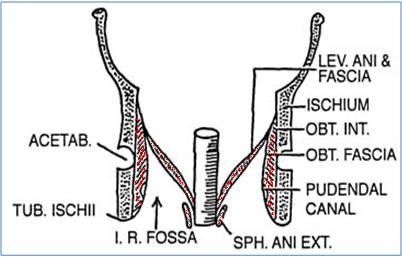 LEV. ANI &
FASCIA
ISCHIUM
OBT. INT.
ACETAB.
OBT. FASCIA
PUDENDAL
CANAL
TUB. ISCHII
I. R. FOSSA
SPH. ANI EXT.